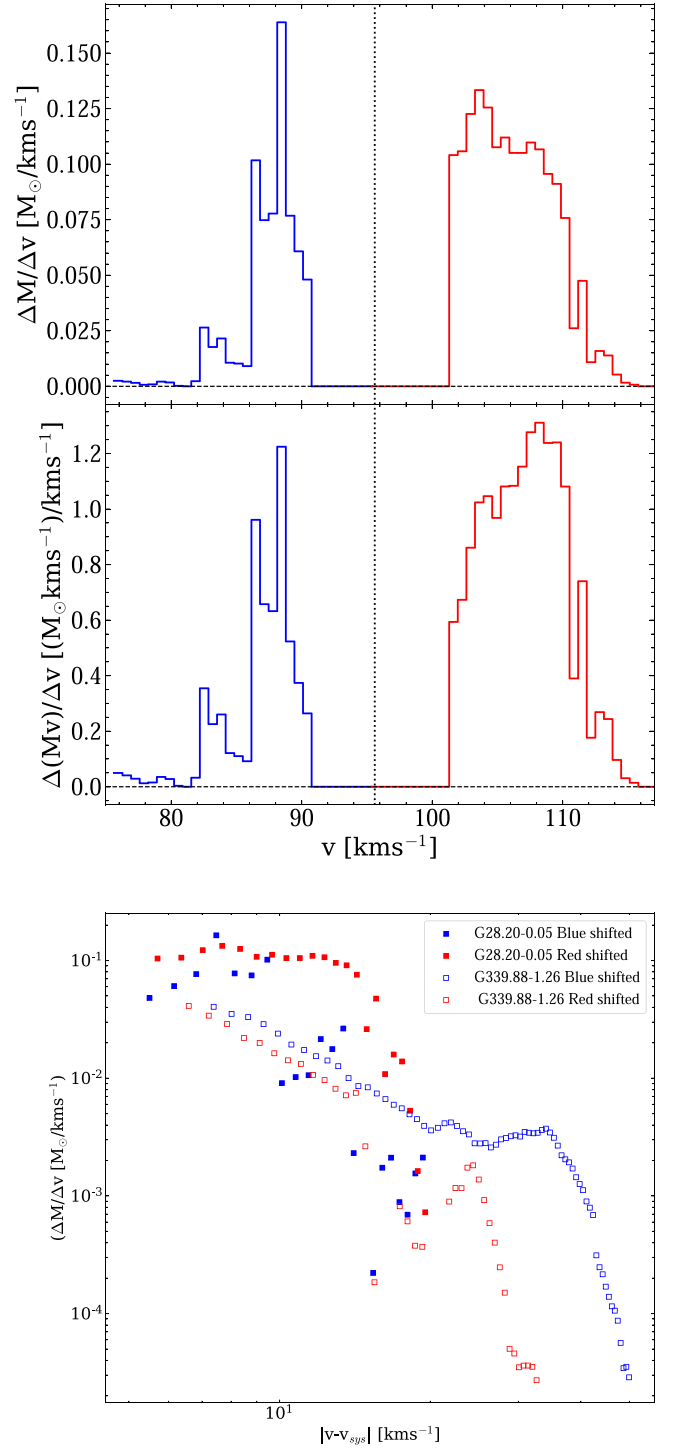 0.150
0.125
0.100
0.075
0.050
0.025
0.000
ΔM/Δv [M⊙/kms⁻¹]
1.2
1.0
0.8
0.6
0.4
0.2
0.0
Δ(Mv)/Δv [(M⊙kms⁻¹)/kms⁻¹]
80 90 100 110
v [kms⁻¹]
G28.20-0.05 Blue shifted
G28.20-0.05 Red shifted
G339.88-1.26 Blue shifted
G339.88-1.26 Red shifted
10⁻¹
10⁻²
10⁻³
10⁻⁴
(ΔM/Δv [M⊙/kms⁻¹])
10¹
|v-vsys| [kms⁻¹]